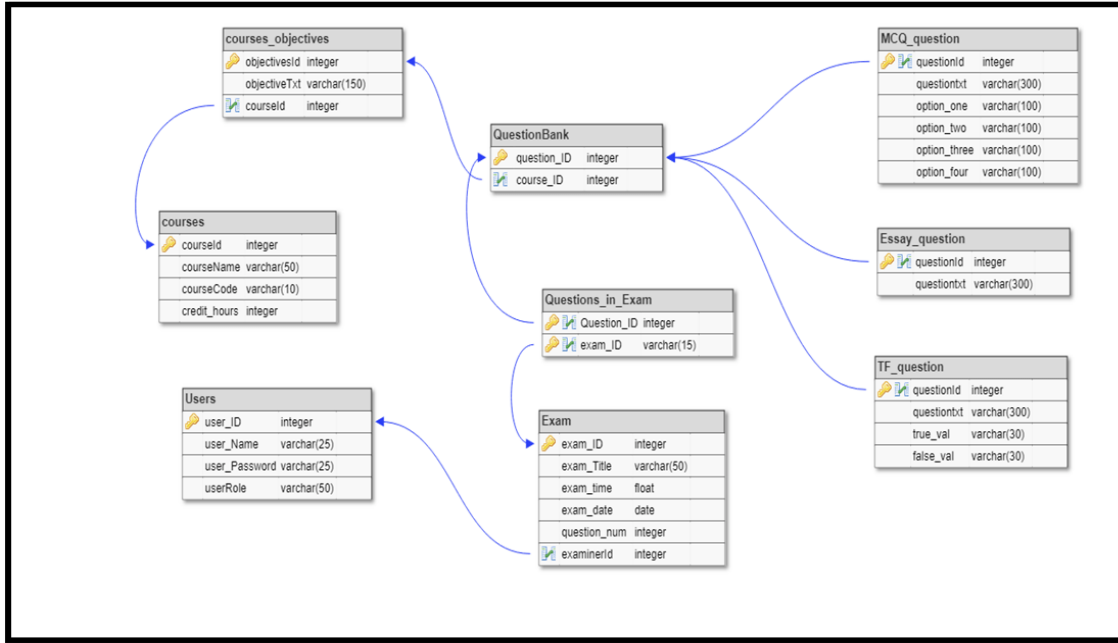 courses_objectives
objectivesId integer
objectiveTxt varchar(150)
courseId integer
MCQ_question
questionId integer
questiontxt varchar(300)
option_one varchar(100)
option_two varchar(100)
option_three varchar(100)
option_four varchar(100)
QuestionBank
question_ID integer
course_ID integer
courses
courseId integer
courseName varchar(50)
courseCode varchar(10)
credit_hours integer
Essay_question
questionId integer
questiontxt varchar(300)
Questions_in_Exam
Question_ID integer
exam_ID varchar(15)
TF_question
questionId integer
questiontxt varchar(300)
true_val varchar(30)
false_val varchar(30)
Users
user_ID integer
user_Name varchar(25)
user_Password varchar(25)
userRole varchar(50)
Exam
exam_ID integer
exam_Title varchar(50)
exam_time float
exam_date date
question_num integer
examinerId integer